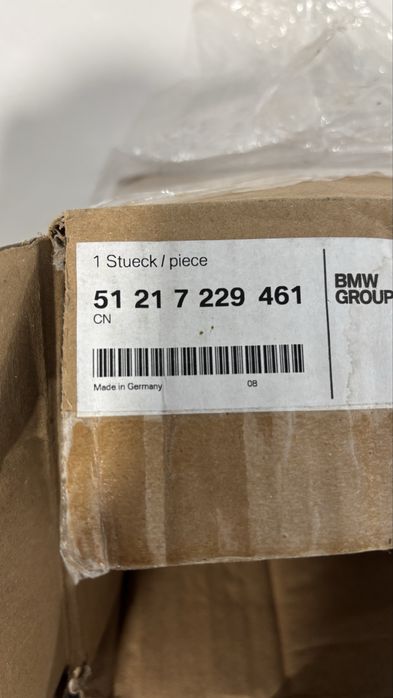 1 Stueck / piece
51 21 7 229 461
CN
Made in Germany
08
BMW
GROUP